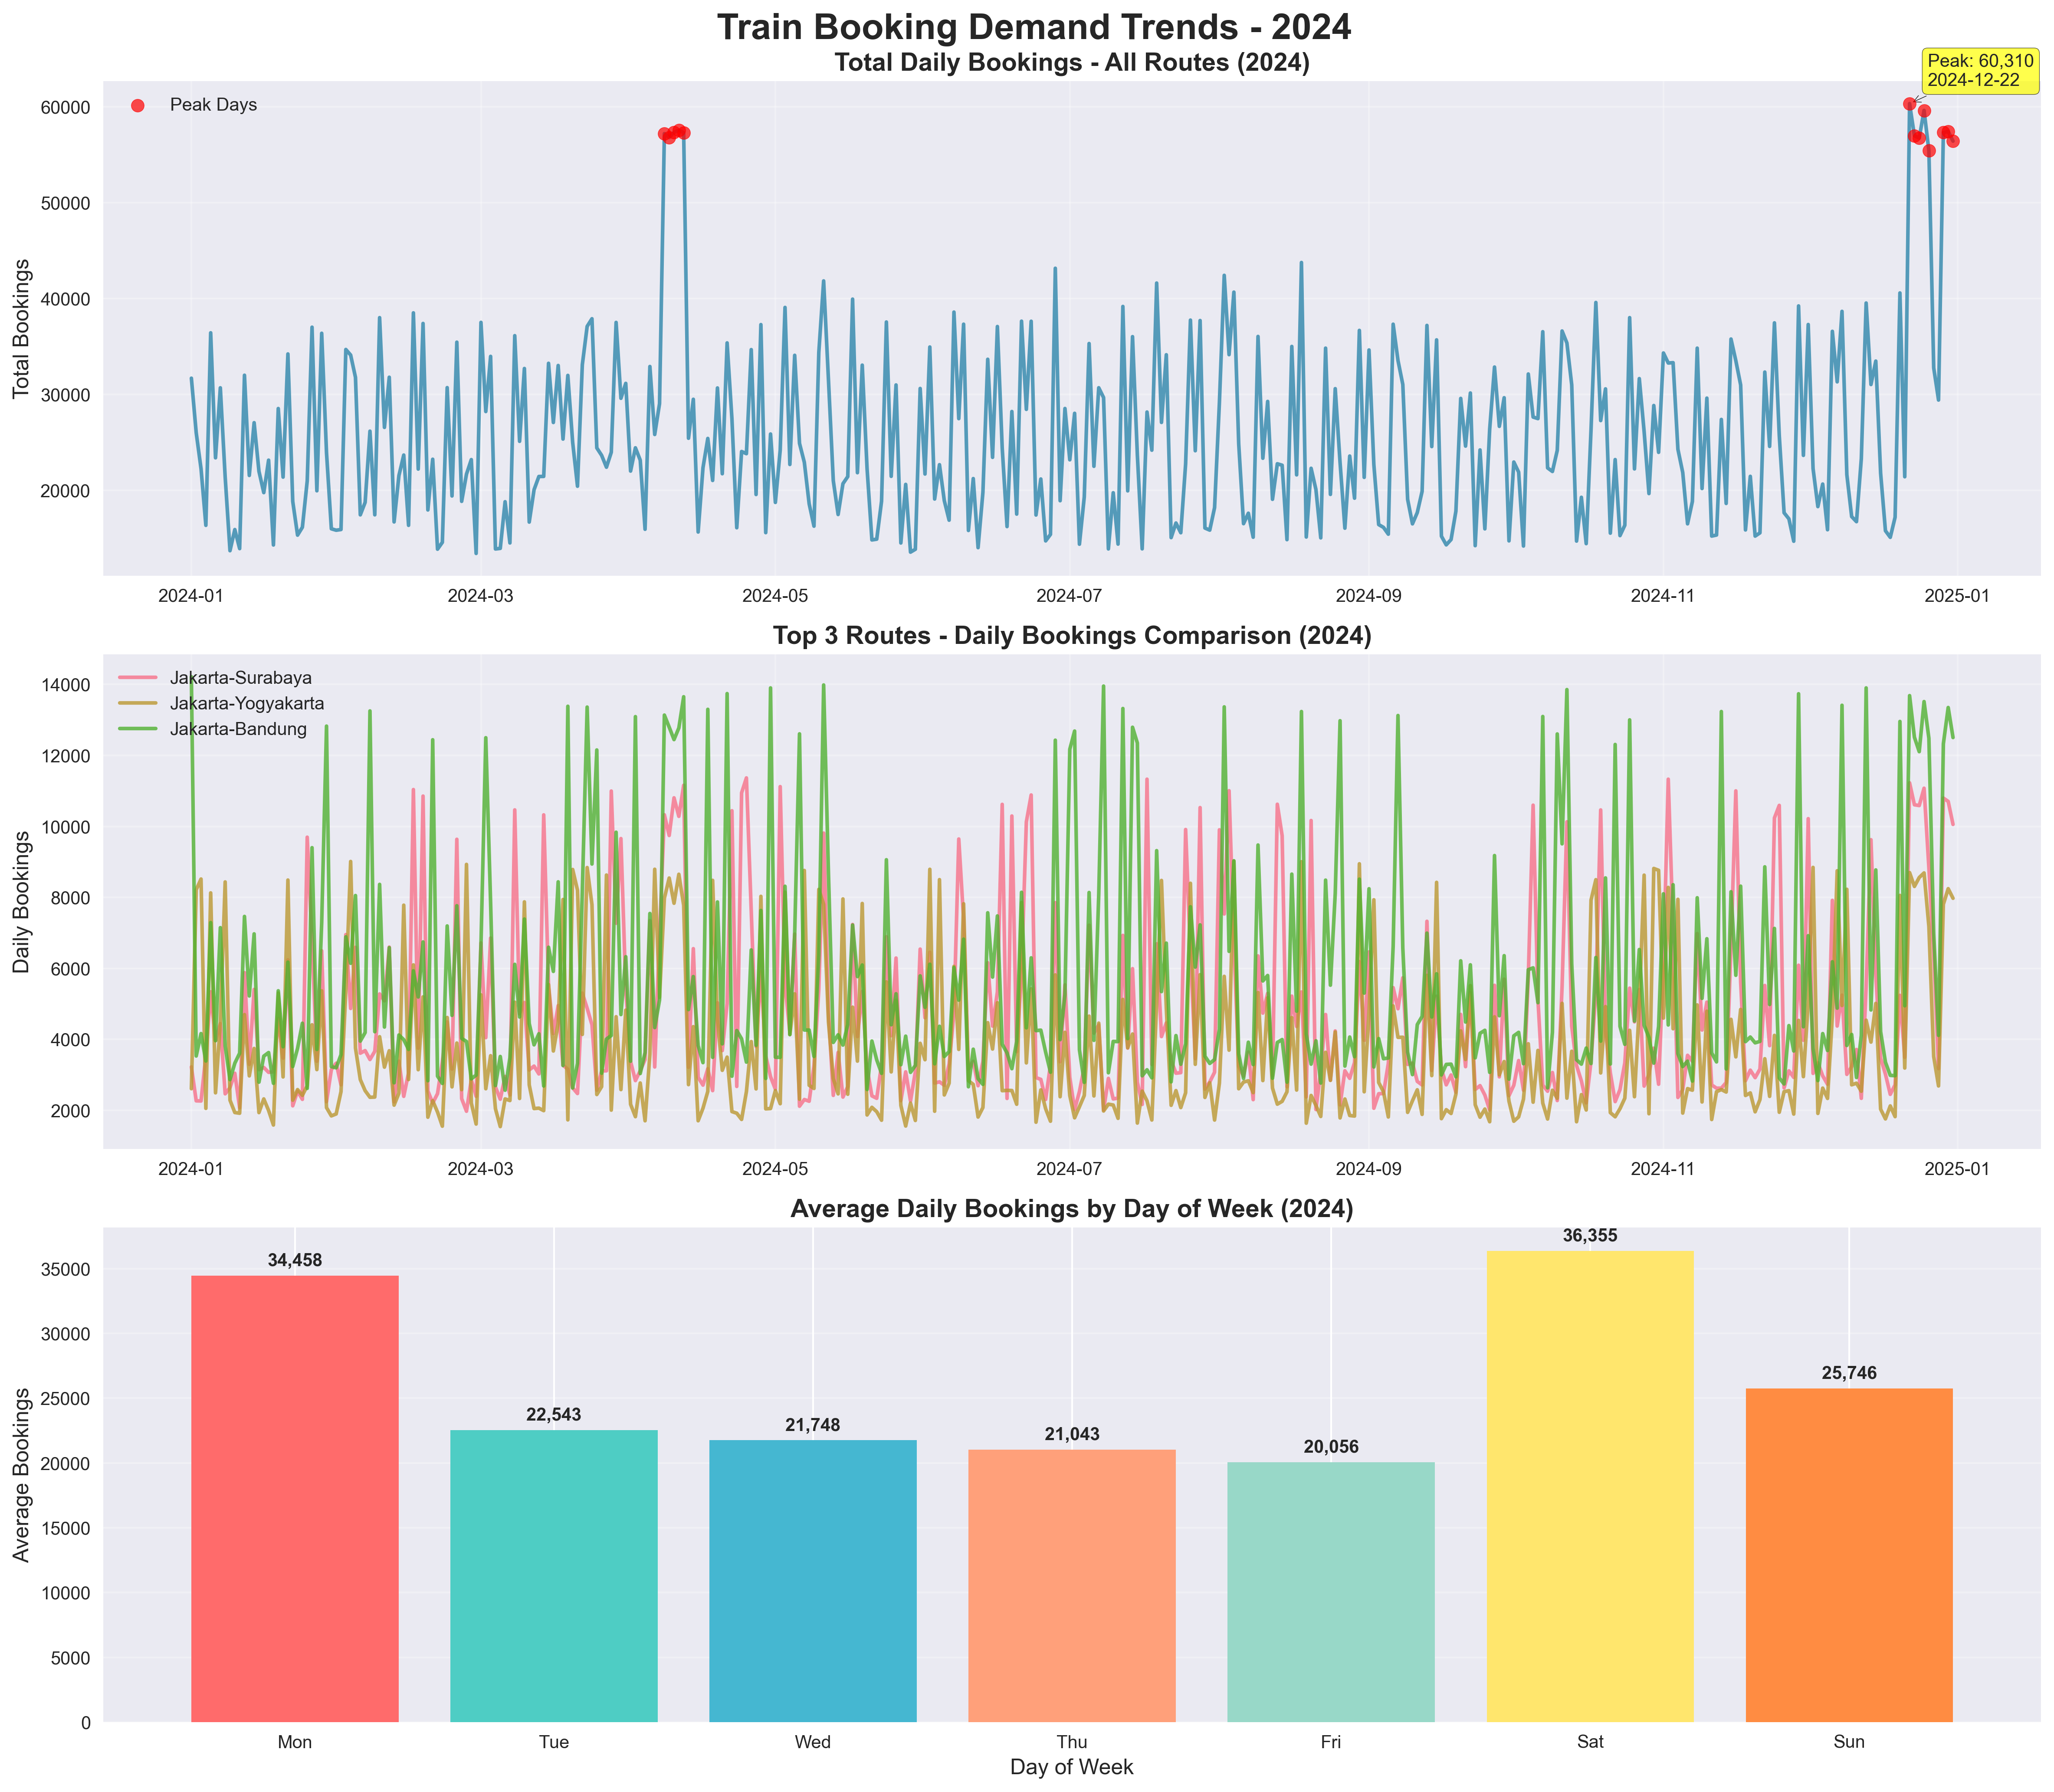 Train Booking Demand Trends - 2024
Total Daily Bookings - All Routes (2024)
Peak: 60,310
2024-12-22
Peak Days
Total Bookings
60000
50000
40000
30000
20000
2024-01
2024-03
2024-05
2024-07
2024-09
2024-11
2025-01
Top 3 Routes - Daily Bookings Comparison (2024)
Jakarta-Surabaya
Jakarta-Yogyakarta
Jakarta-Bandung
Daily Bookings
14000
12000
10000
8000
6000
4000
2000
2024-01
2024-03
2024-05
2024-07
2024-09
2024-11
2025-01
Average Daily Bookings by Day of Week (2024)
Average Bookings
35000
30000
25000
20000
15000
10000
5000
0
34,458
22,543
21,748
21,043
20,056
36,355
25,746
Mon
Tue
Wed
Thu
Fri
Sat
Sun
Day of Week